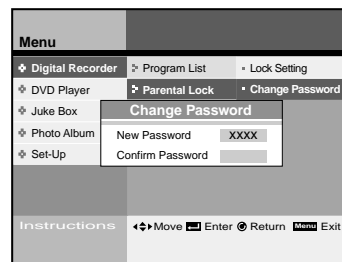 Menu
Digital Recorder Program List Lock Setting
DVD Player Parental Lock Change Password
Juke Box Change Password
Photo Album New Password XXXX
Set-Up Confirm Password
Instructions Move Enter Return Menu Exit